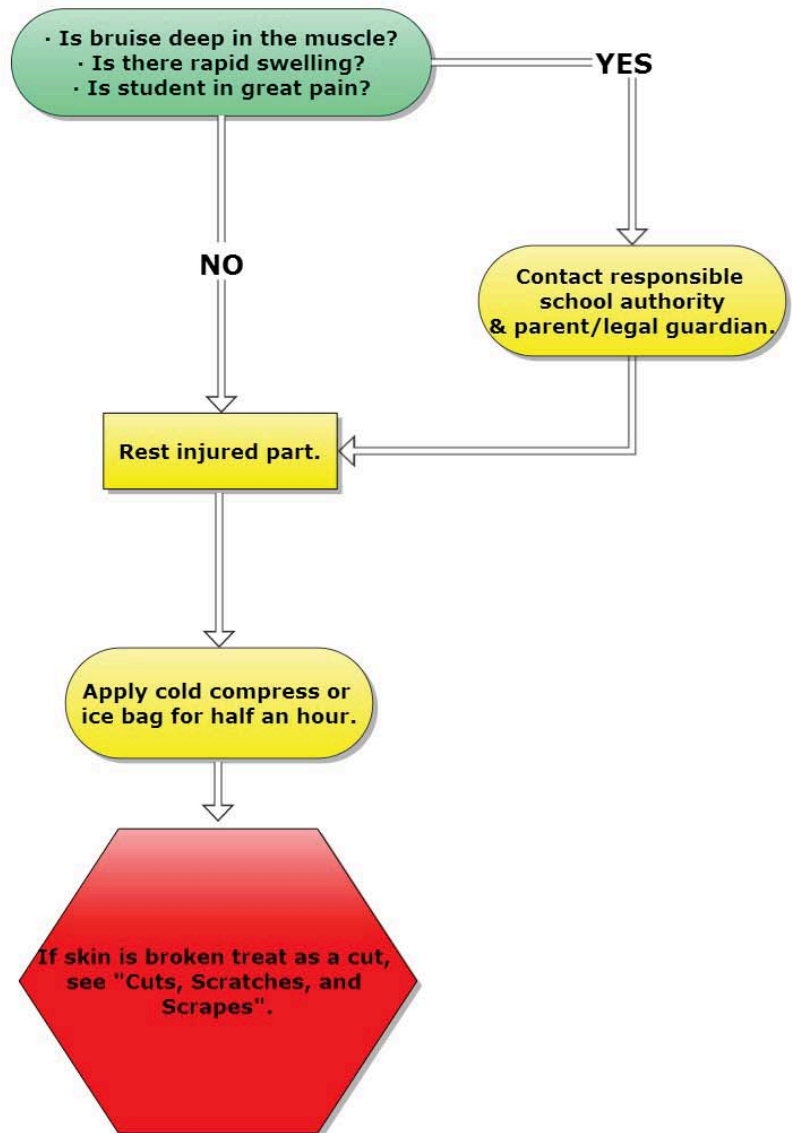 · Is bruise deep in the muscle?
· Is there rapid swelling?
· Is student in great pain?
YES
NO
Contact responsible
school authority
& parent/legal guardian.
Rest injured part.
Apply cold compress or
ice bag for half an hour.
If skin is broken treat as a cut,
see "Cuts, Scratches, and
Scrapes".